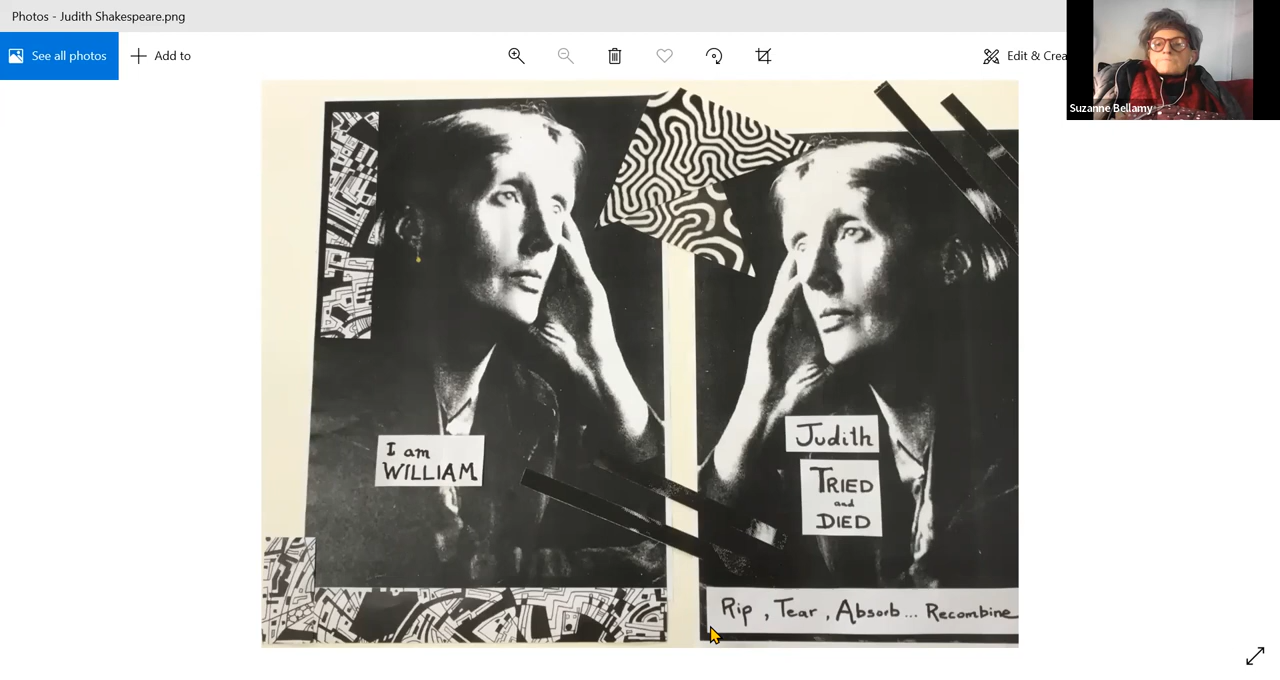 Photos - Judith Shakespeare.png
See all photos
Add to
Edit & Crea
Suzanne Bellamy
I am
WILLIAM
Judith
TRIED
and
DIED
Rip, Tear, Absorb... Recombine